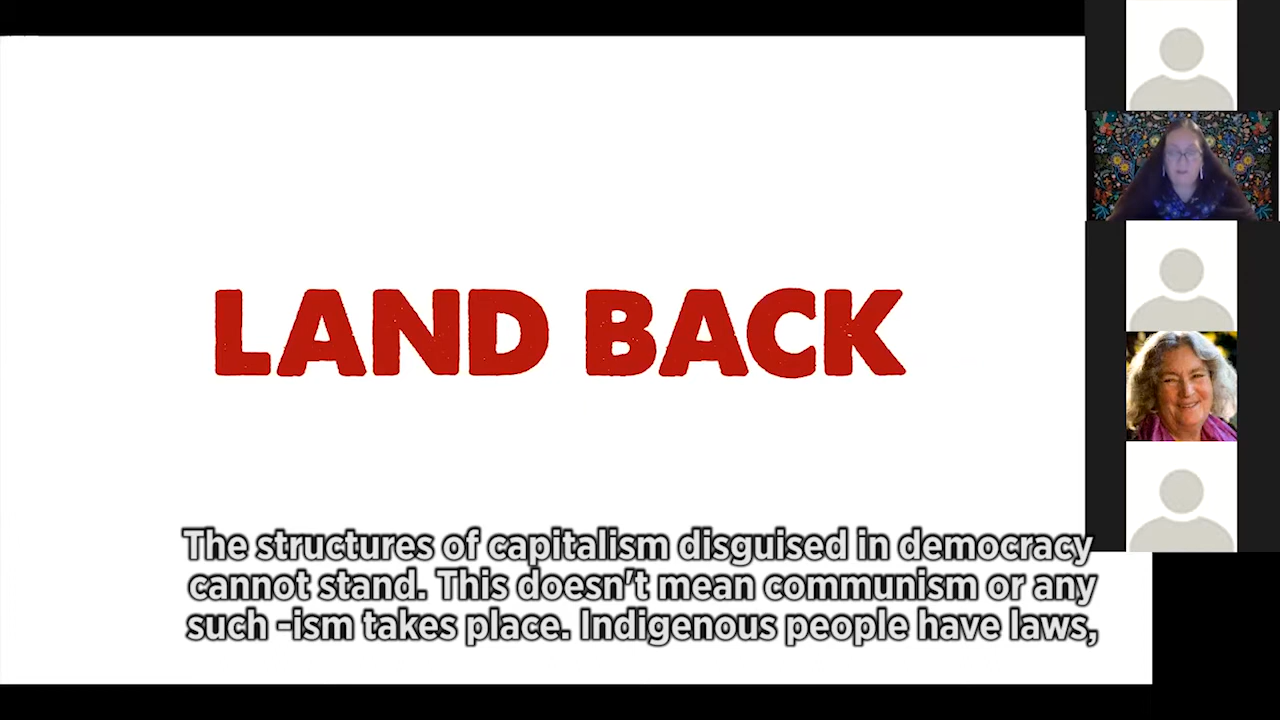 LAND BACK
The structures of capitalism disguised in democracy
cannot stand. This doesn't mean communism or any
such -ism takes place. Indigenous people have laws,